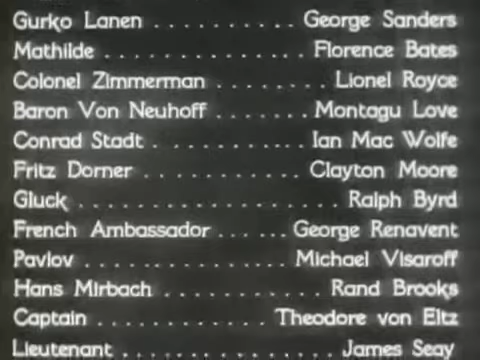 Gurko Lanen . . . . . . . . . . George Sanders
Mathilde . . . . . . . . . . . . . . Florence Bates
Colonel Zimmerman . . . . . . . . Lionel Royce
Baron Von Neuhoff . . . . . . . Montagu Love
Conrad Stadt . . . . . . . . . . . Ian Mac Wolfe
Fritz Dorner . . . . . . . . . . . . Clayton Moore
Gluck . . . . . . . . . . . . . . . . . . . Ralph Byrd
French Ambassador . . . . . . George Renavent
Pavlov . . . . . . . . . . . . . . Michael Visaroff
Hans Mirbach . . . . . . . . . . . . Rand Brooks
Captain . . . . . . . . . . . . Theodore von Eltz
Lieutenant . . . . . . . . . . . . . . . James Seay